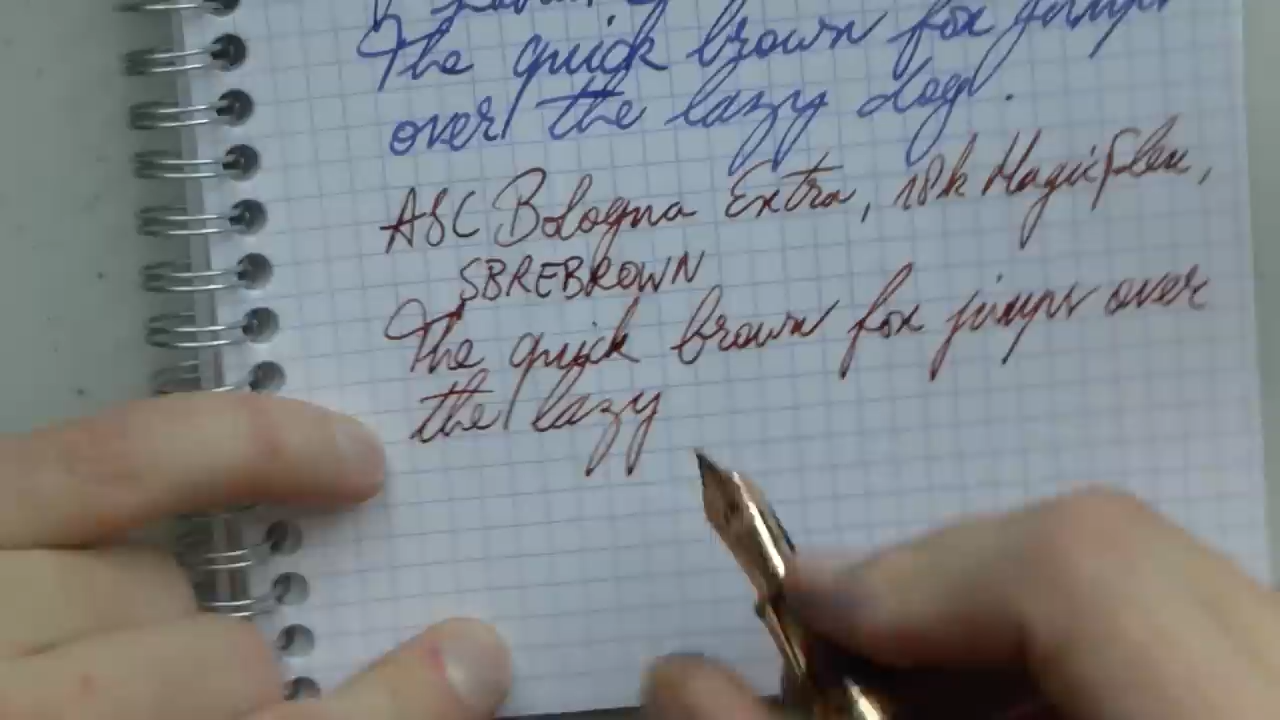 The quick brown fox jumps
over the lazy dog.
ASC Bologna Extra, 18k Magic Flex,
SBREBROWN
The quick brown fox jumps over
the lazy